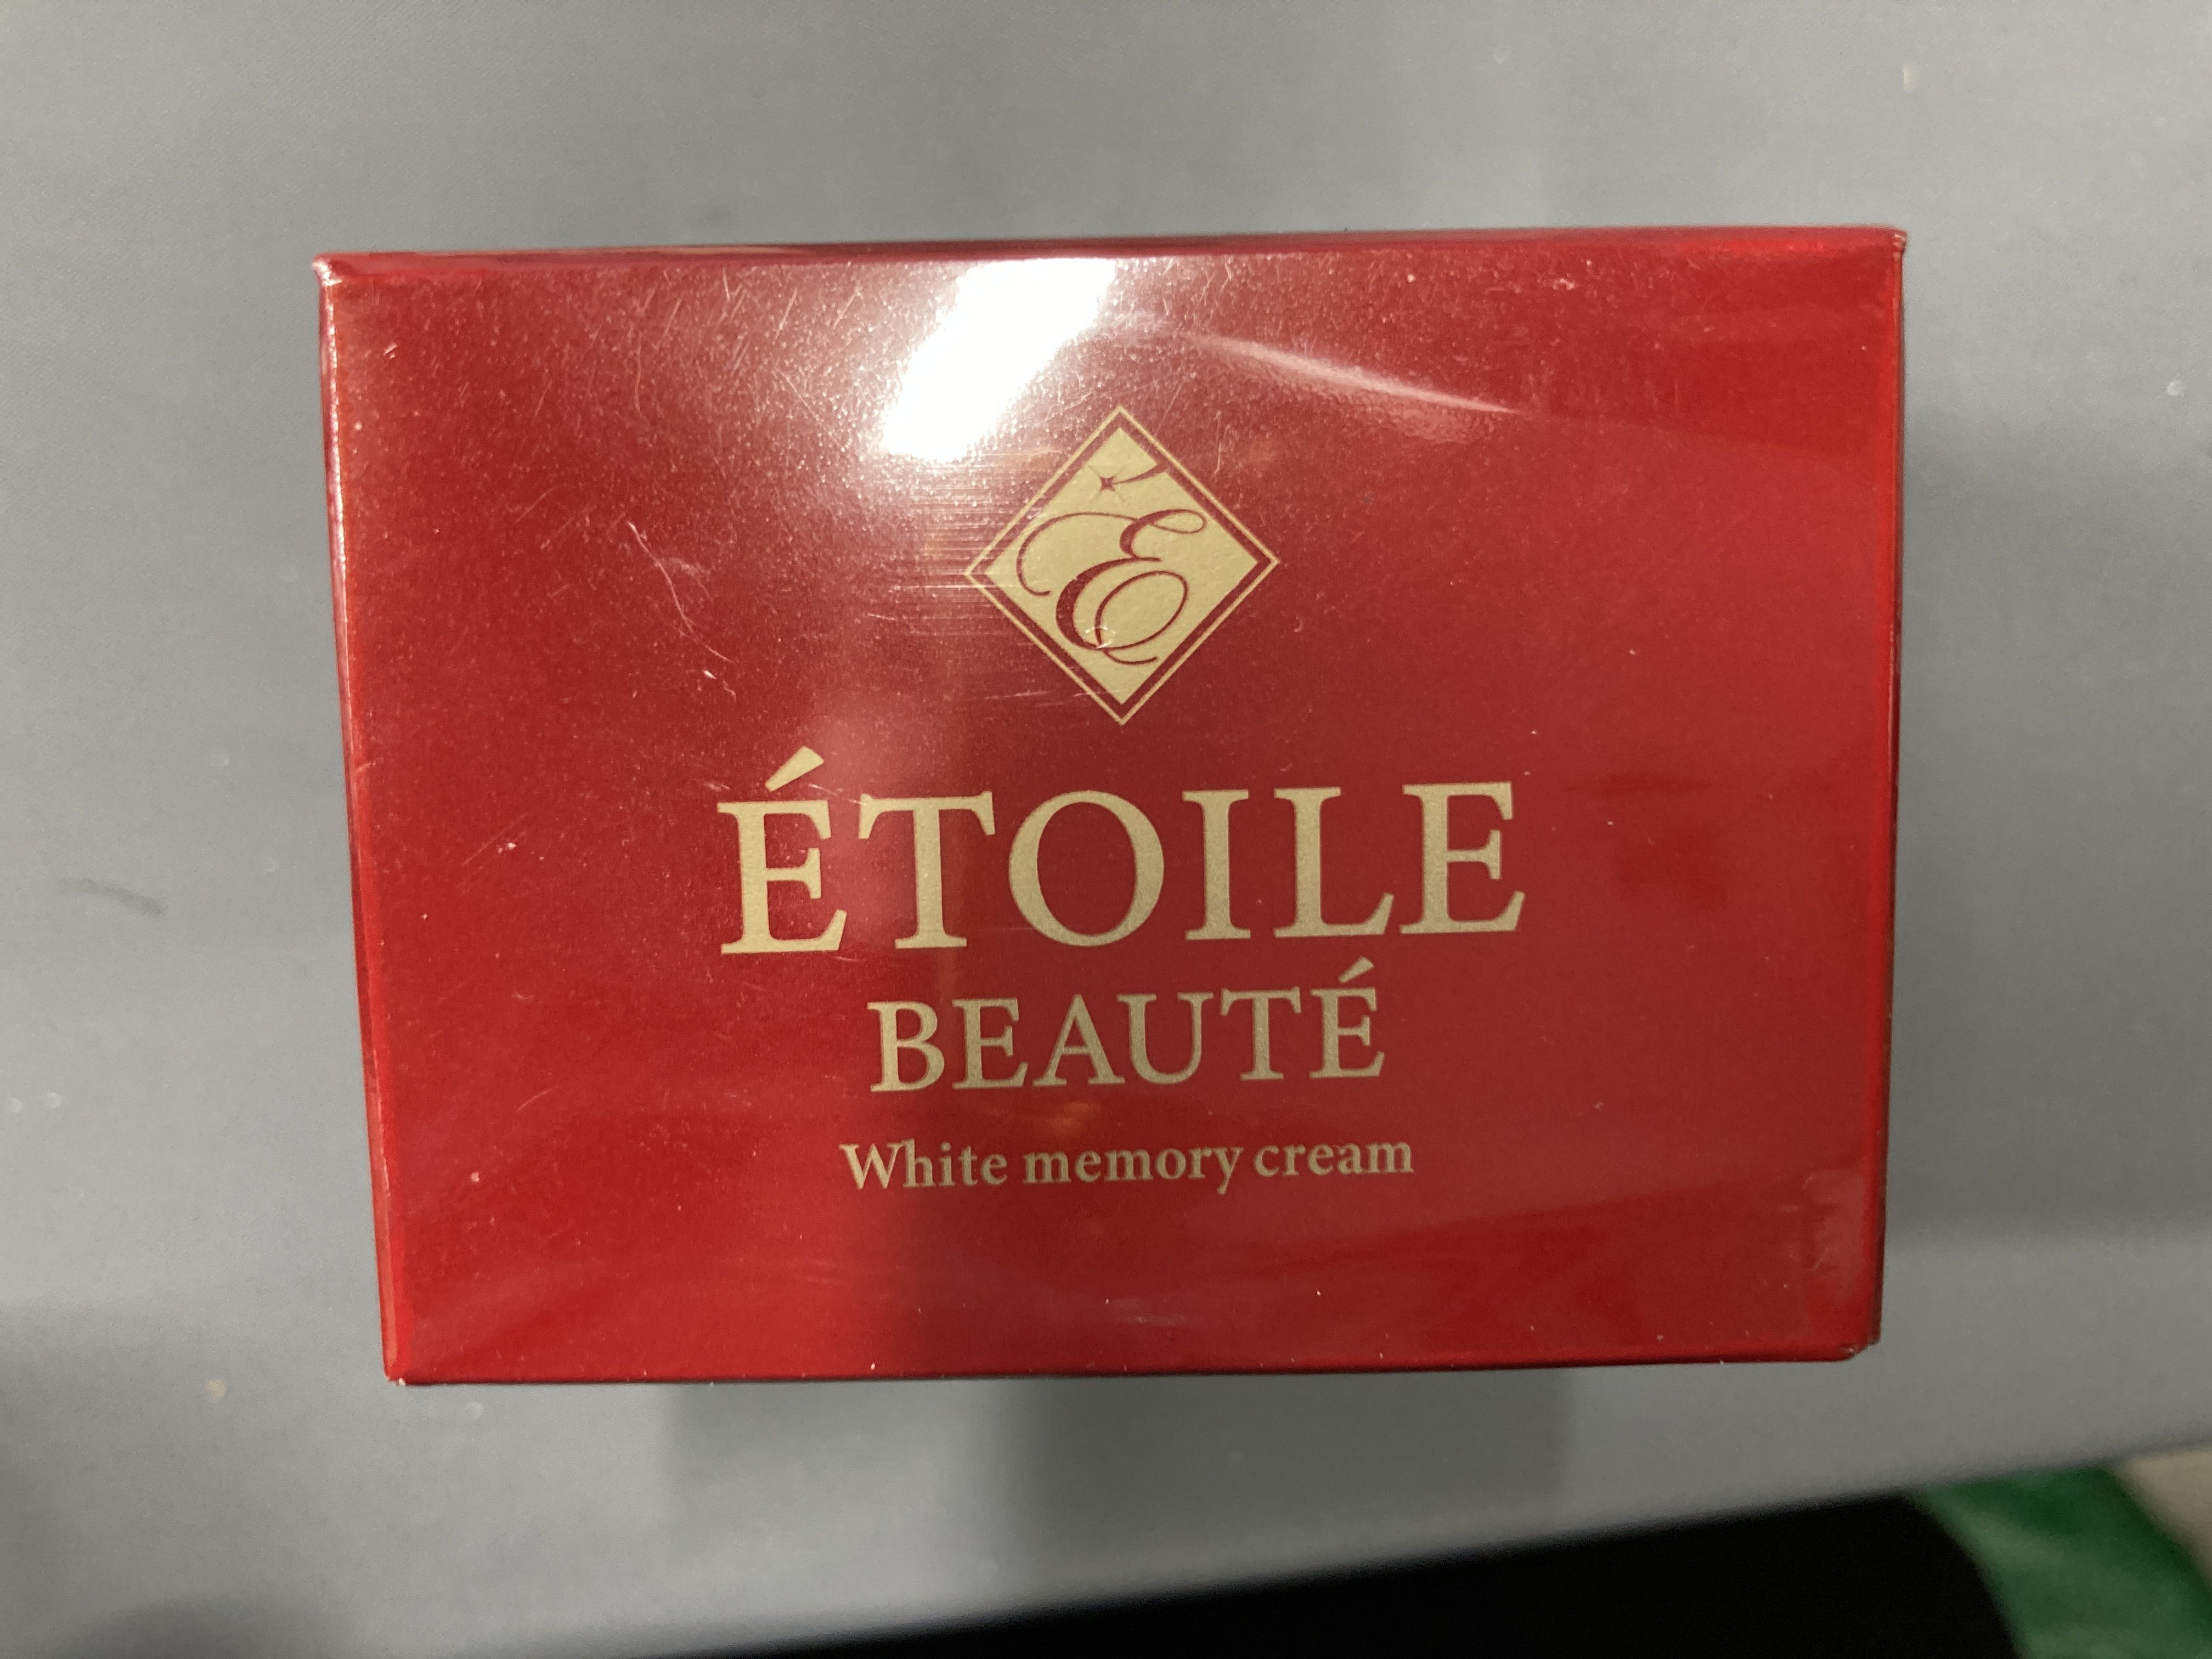 É
ÉTOILE
BEAUTÉ
White memory cream